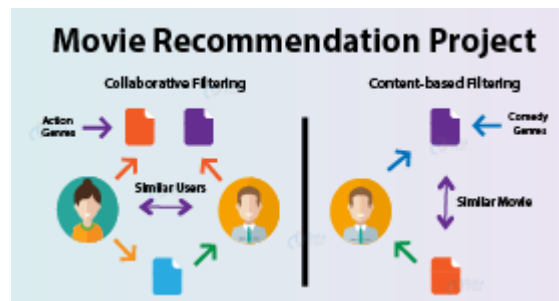 Movie Recommendation Project
Collaborative Filtering
Content-based Filtering
Action
Genres
Comedy
Genres
Similar Users
Similar Movie